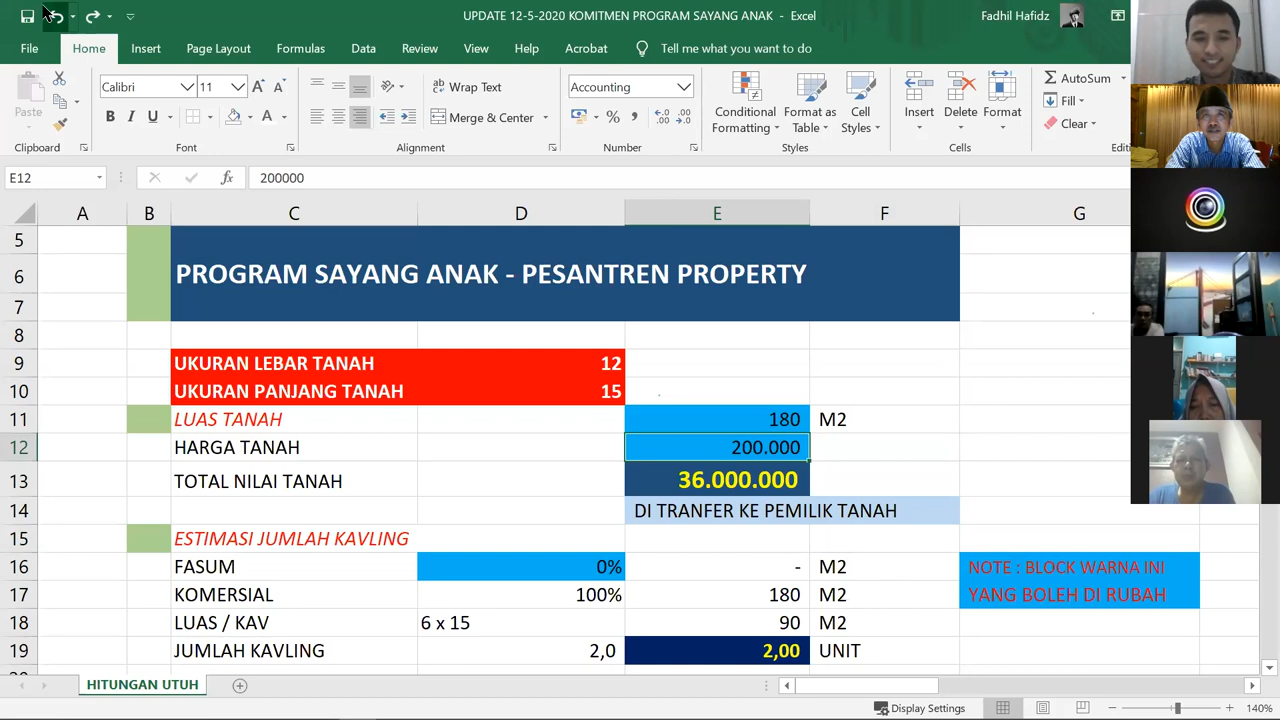 UPDATE 12-5-2020 KOMITMEN PROGRAM SAYANG ANAK - Excel
Fadhil Hafidz
File Home Insert Page Layout Formulas Data Review View Help Acrobat Tell me what you want to do
Calibri 11 Wrap Text Accounting AutoSum
Paste Merge & Center Conditional Formatting Format as Table Cell Styles Insert Delete Format Fill
B I U A % , Clear
Clipboard Font Alignment Number Styles Cells
E12 fx 200000
A B C D E F G
5
6 PROGRAM SAYANG ANAK - PESANTREN PROPERTY
7
8
9 UKURAN LEBAR TANAH 12
10 UKURAN PANJANG TANAH 15
11 LUAS TANAH 180 M2
12 HARGA TANAH 200.000
13 TOTAL NILAI TANAH 36.000.000
14 DI TRANFER KE PEMILIK TANAH
15 ESTIMASI JUMLAH KAVLING
16 FASUM 0% - M2 NOTE : BLOCK WARNA INI
17 KOMERSIAL 100% 180 M2 YANG BOLEH DI RUBAH
18 LUAS / KAV 6 x 15 90 M2
19 JUMLAH KAVLING 2,0 2,00 UNIT
HITUNGAN UTUH
Display Settings 140%